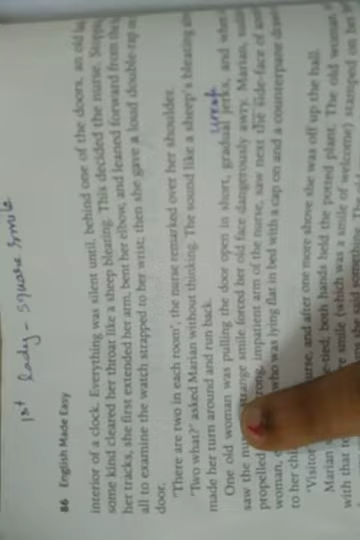 1st lady - square smile
86 English Made Easy
interior of a clock. Everything was silent until, behind one of the doors, an old
some kind cleared her throat like a sheep bleating. This decided the nurse.
her tracks, she first extended her arm, bent her elbow, and leaned forward from
all to examine the watch strapped to her wrist; then she gave a loud double-rap
door.
'There are two in each room', the nurse remarked over her shoulder.
'Two what?' asked Marian without thinking. The sound like a sheep's bleating
made her turn around and run back.
One old woman was pulling the door open in short, gradual jerks, and
saw the strange smile forced her old face dangerously awry. Marian,
propelled strong, impatient arm of the nurse, saw next the side-face of
woman, who was lying flat in bed with a cap on and a counterpane
to her
'Visitor and after one more shove she was off up the hall.
Marian both hands held the potted plant. The old woman,
with that smile (which was a smile of welcome) stamped on her